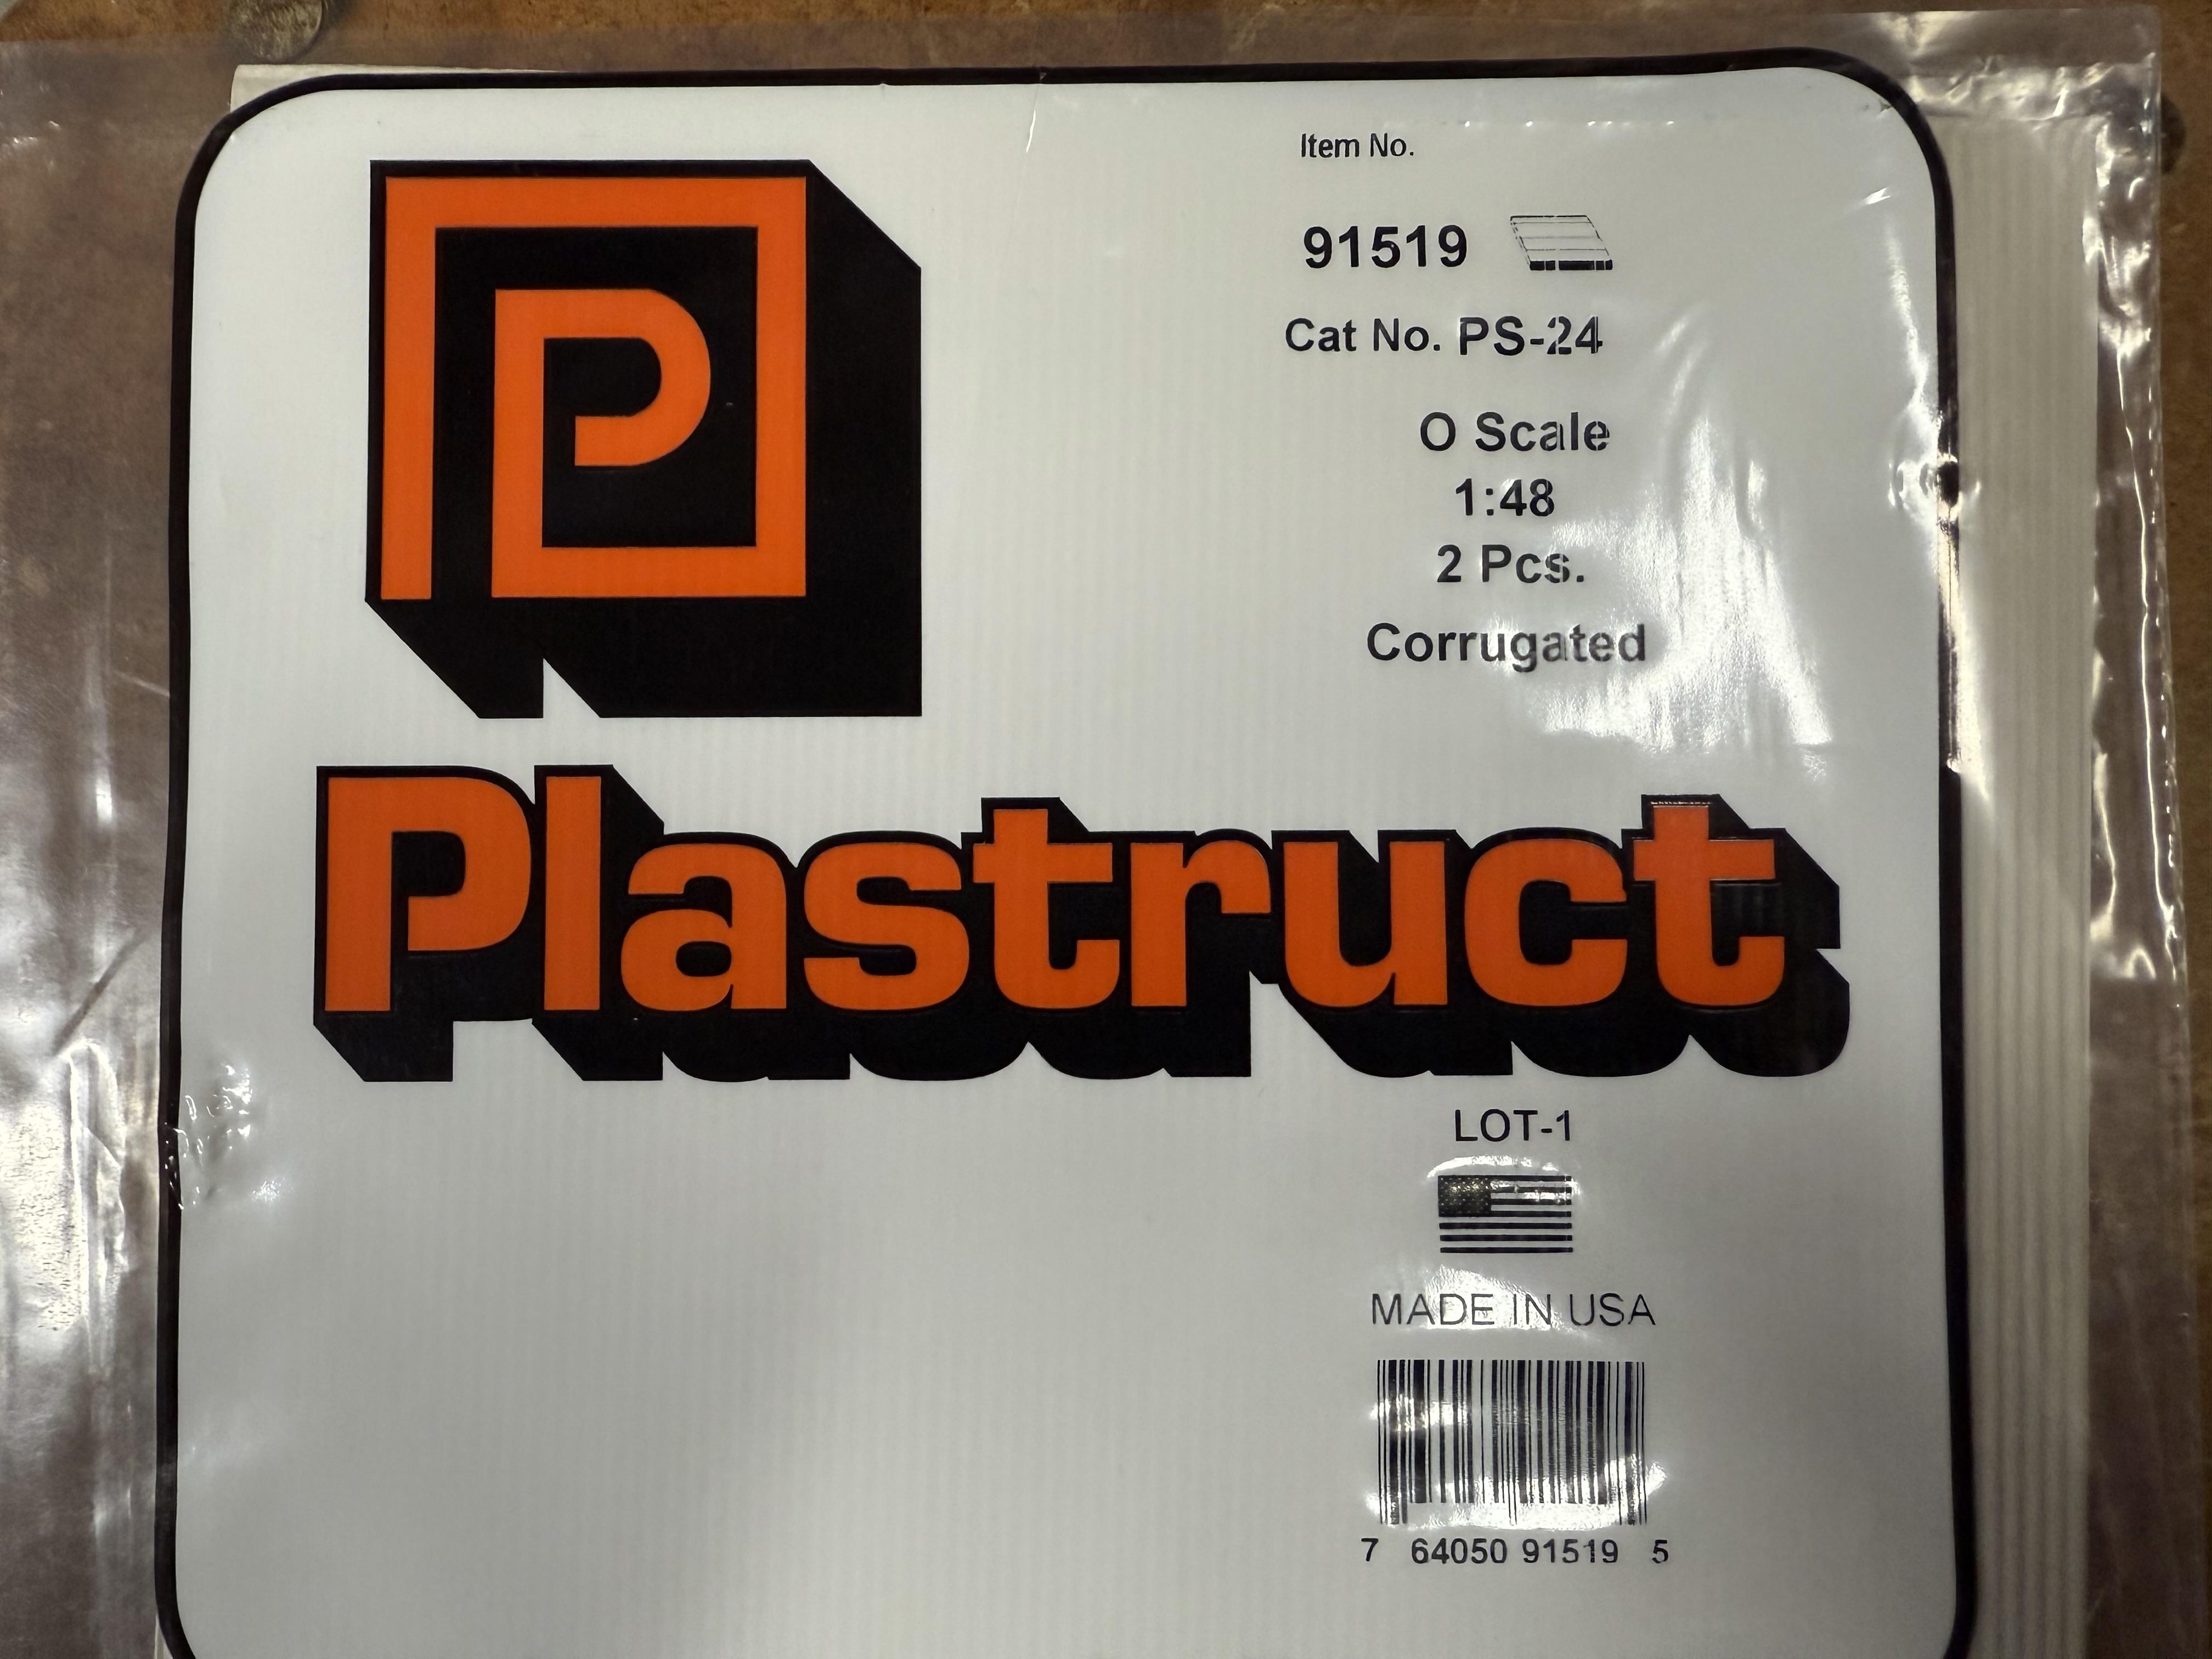 Item No.
91519
Cat No. PS-24
O Scale
1:48
2 Pcs.
Corrugated
P
Plastruct
LOT-1
MADE IN USA
7 64050 91519 5